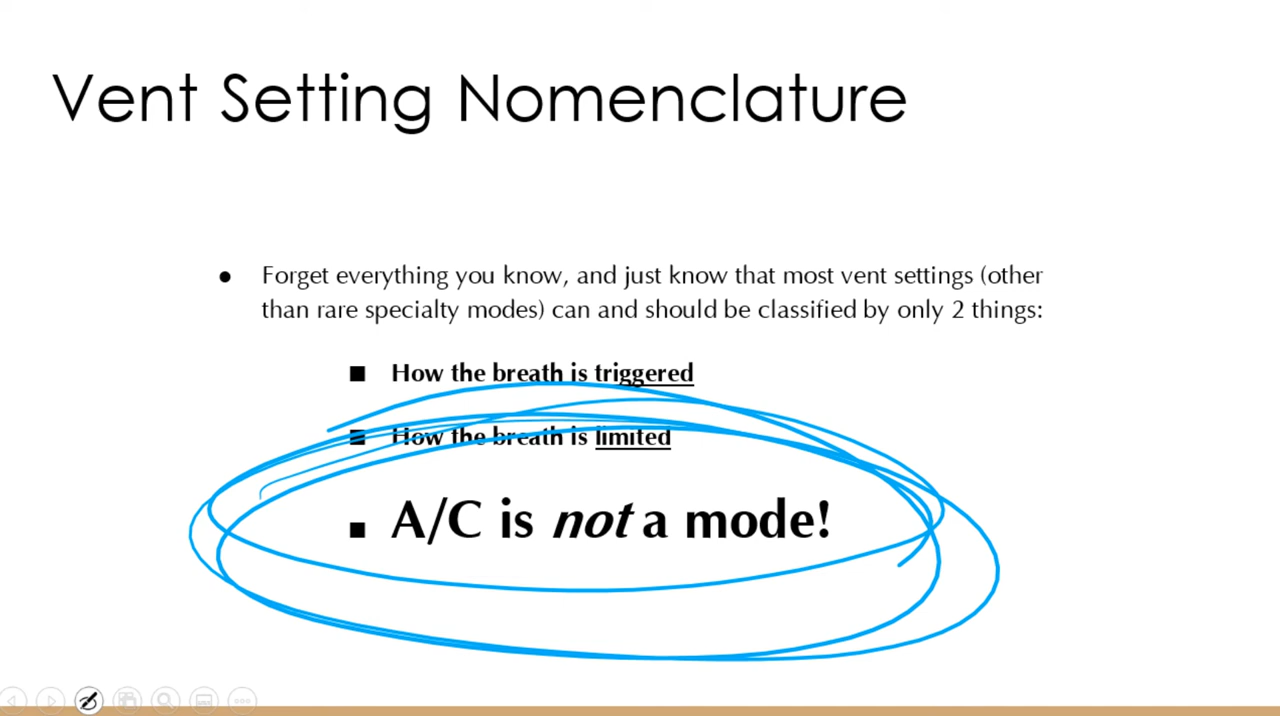 Vent Setting Nomenclature
● Forget everything you know, and just know that most vent settings (other
than rare specialty modes) can and should be classified by only 2 things:
■ How the breath is triggered
■ How the breath is limited
■ A/C is not a mode!